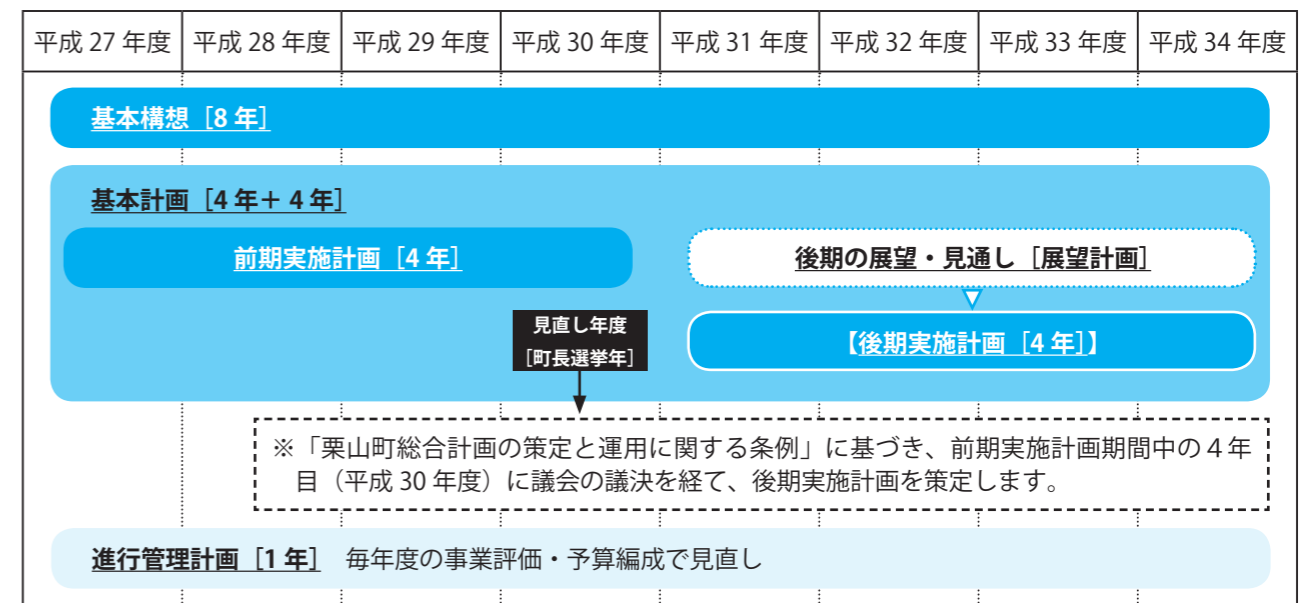 平成 27 年度 平成 28 年度 平成 29 年度 平成 30 年度 平成 31 年度 平成 32 年度 平成 33 年度 平成 34 年度
基本構想［8 年］
基本計画［4 年＋ 4 年］
前期実施計画［4 年］
後期の展望・見通し［展望計画］
見直し年度
［町長選挙年］
【後期実施計画［4 年］】
※「栗山町総合計画の策定と運用に関する条例」に基づき、前期実施計画期間中の４年
目（平成 30 年度）に議会の議決を経て、後期実施計画を策定します。
進行管理計画［1 年］ 毎年度の事業評価・予算編成で見直し